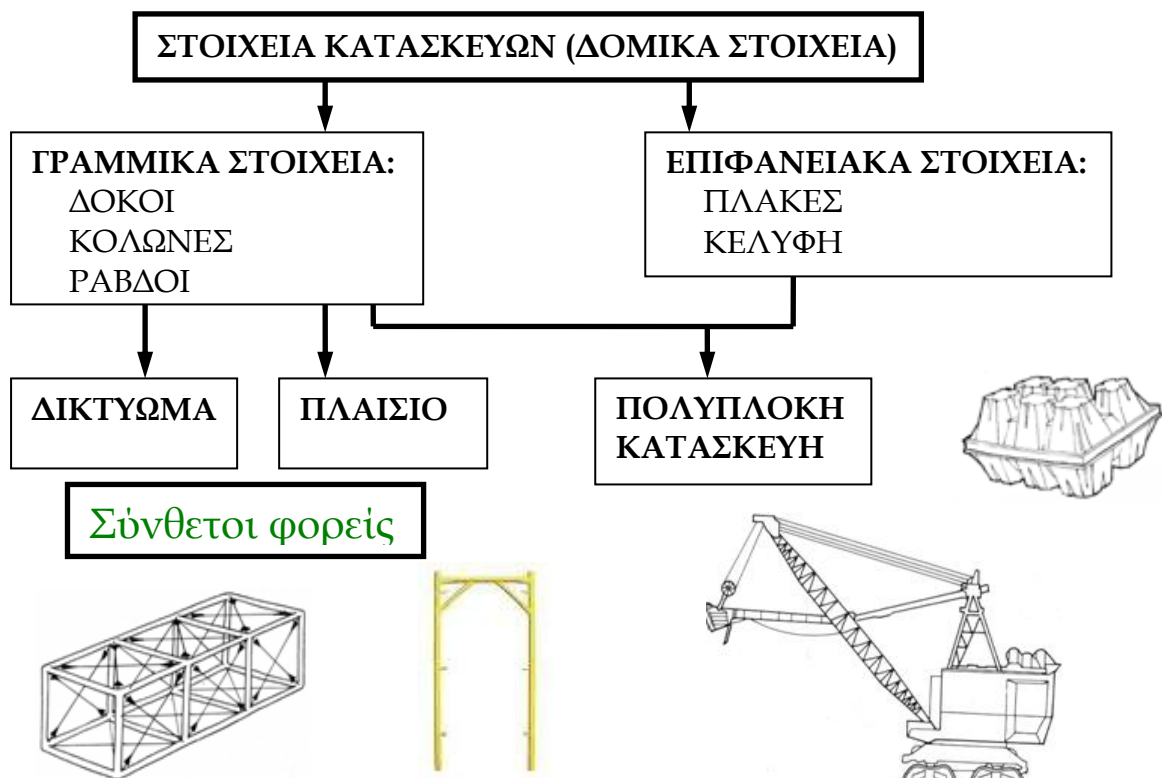 ΣΤΟΙΧΕΙΑ ΚΑΤΑΣΚΕΥΩΝ (ΔΟΜΙΚΑ ΣΤΟΙΧΕΙΑ)
ΓΡΑΜΜΙΚΑ ΣΤΟΙΧΕΙΑ:
ΔΟΚΟΙ
ΚΟΛΩΝΕΣ
ΡΑΒΔΟΙ
ΕΠΙΦΑΝΕΙΑΚΑ ΣΤΟΙΧΕΙΑ:
ΠΛΑΚΕΣ
ΚΕΛΥΦΗ
ΔΙΚΤΥΩΜΑ
ΠΛΑΙΣΙΟ
ΠΟΛΥΠΛΟΚΗ
ΚΑΤΑΣΚΕΥΗ
Σύνθετοι φορείς